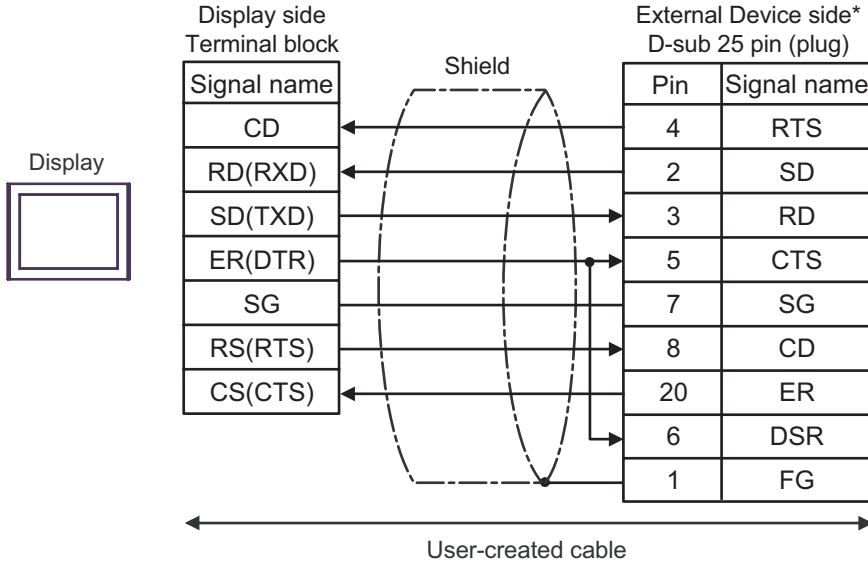 Display side
Terminal block
External Device side*
D-sub 25 pin (plug)
Shield
Display
Signal name
Pin Signal name
CD 4 RTS
RD(RXD) 2 SD
SD(TXD) 3 RD
ER(DTR) 5 CTS
SG 7 SG
RS(RTS) 8 CD
CS(CTS) 20 ER
6 DSR
1 FG
User-created cable